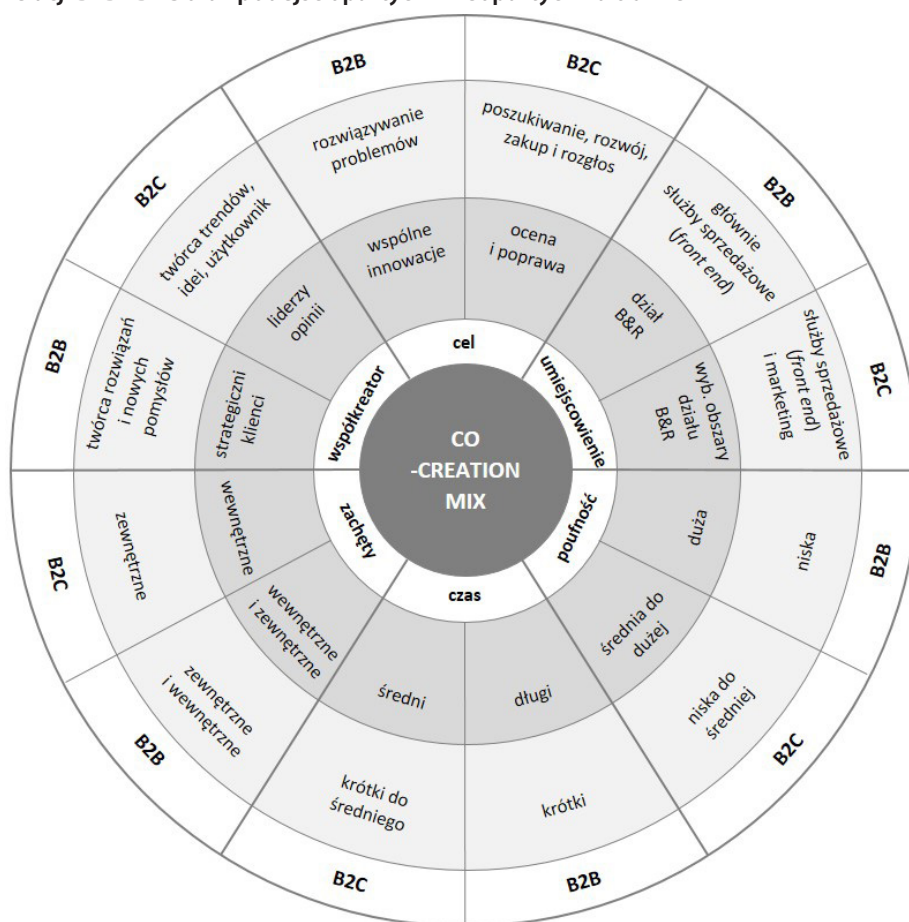 B2B
B2C
B2B
B2C
B2B
B2C
B2B
B2C
B2B
C2B
B2B
B2C
rozwiązywanie
problemów
poszukiwanie, rozwój,
zakup i rozgłos
głównie
służby sprzedażowe
(front end)
służby sprzedażowe
(front end)
i marketing
niska
niska do
średniej
krótki
krótki do
średniego
zewnętrzne
i wewnętrzne
zewnętrzne
twórca rozwiązań
i nowych
pomysłów
twórca trendów,
idei, użytkownik
wspólne
innowacje
ocena
i poprawa
dział
B&R
wyb. obszary
działu
B&R
duża
średnia do
dużej
długi
średni
wewnętrzne
i zewnętrzne
wewnętrzne
strategiczni
klienci
liderzy
opinii
cel
umiejscowienie
poufność
czas
zachęty
współkreator
CO
-CREATION
MIX